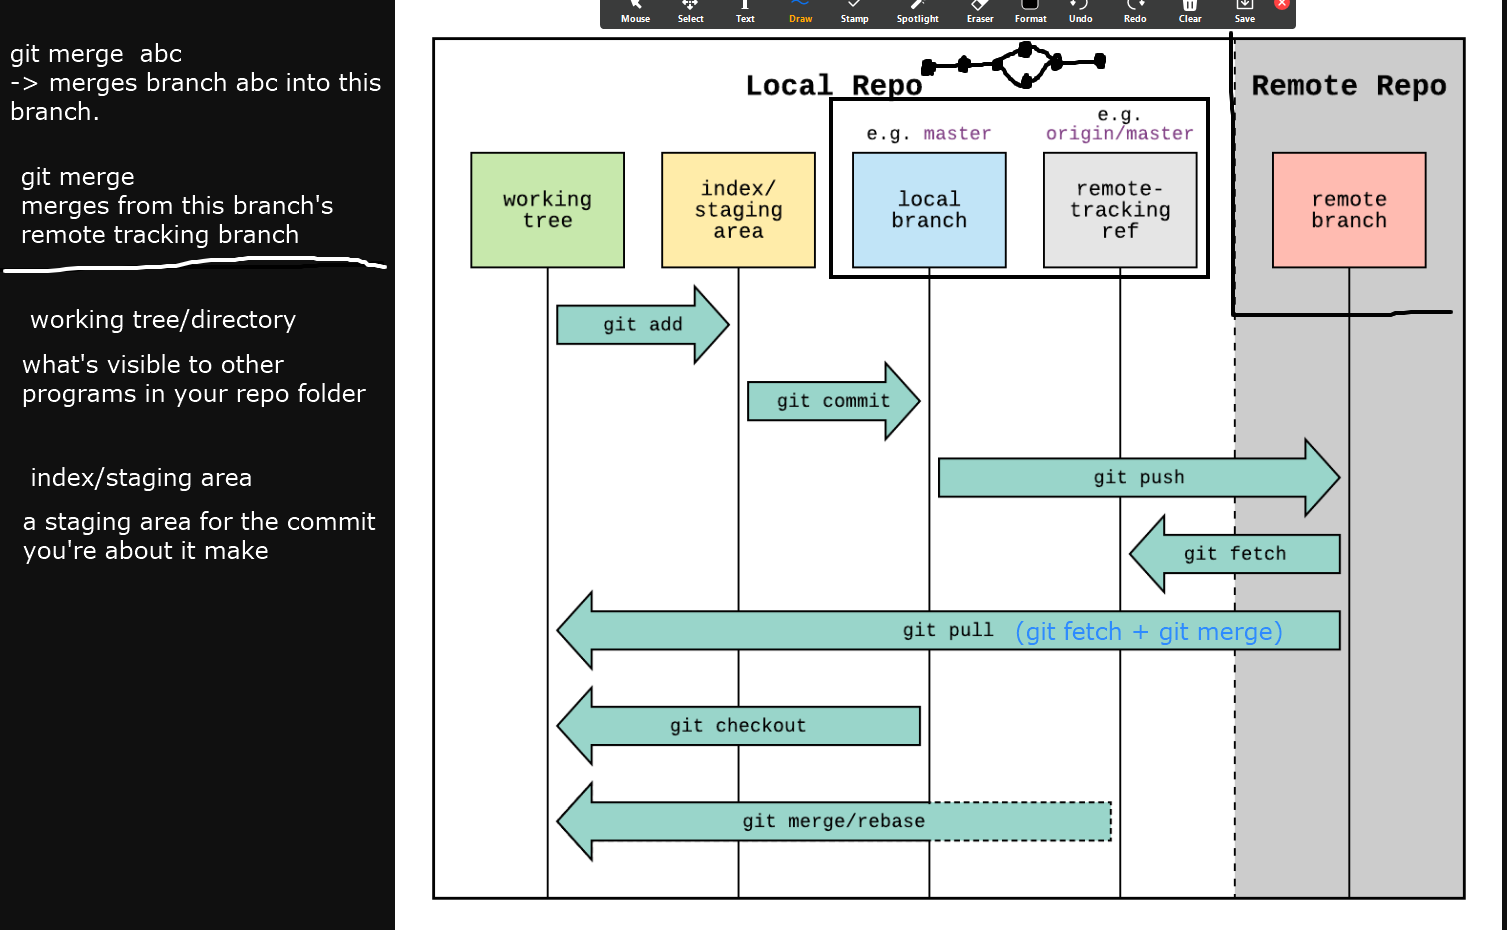 Mouse Select Text Draw Stamp Spotlight Eraser Format Undo Redo Clear Save
git merge  abc
-> merges branch abc into this
branch.
git merge
merges from this branch's
remote tracking branch
working tree/directory
what's visible to other
programs in your repo folder
index/staging area
a staging area for the commit
you're about it make
Local Repo
Remote Repo
e.g. master
e.g.
origin/master
working
tree
index/
staging
area
local
branch
remote-
tracking
ref
remote
branch
git add
git commit
git push
git fetch
git pull (git fetch + git merge)
git checkout
git merge/rebase